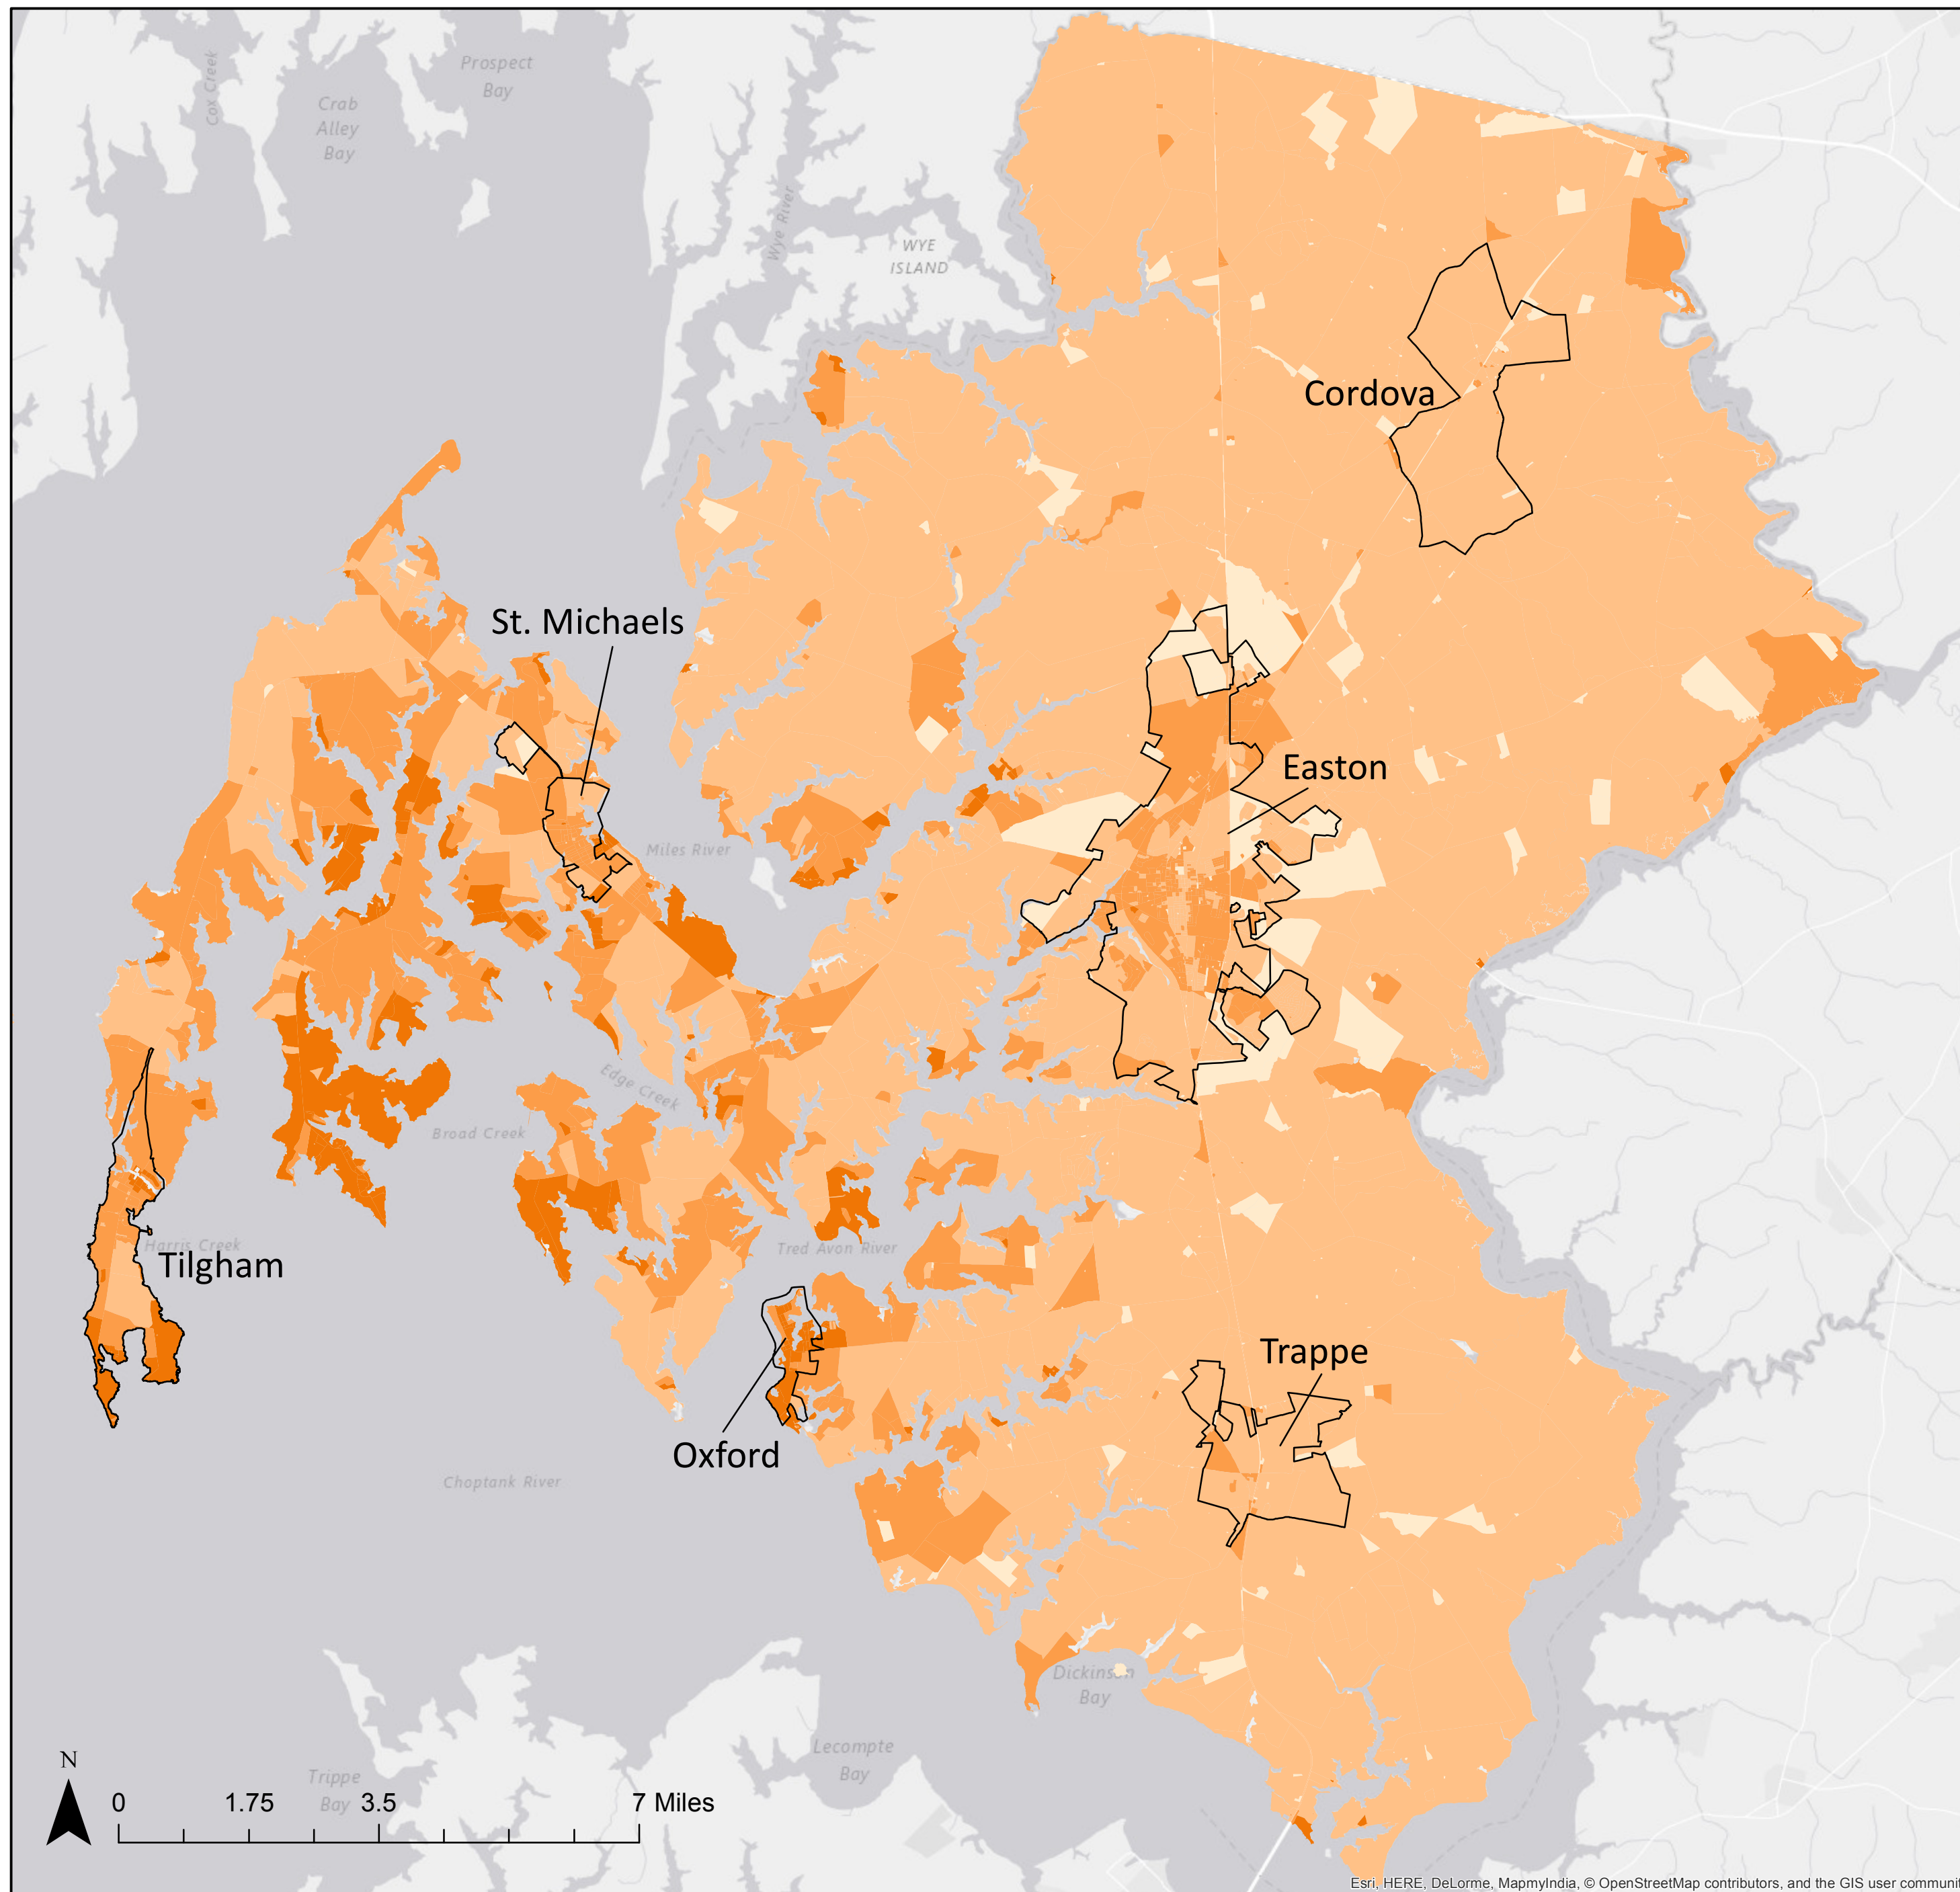 Prospect
Bay
Cox Creek
Crab
Alley
Bay
Wye River
WYE
ISLAND
Cordova
St. Michaels
Easton
Miles River
Edge Creek
Broad Creek
Harris Creek
Tilgham
Tred Avon River
Trappe
Oxford
Choptank River
Dickinson
Bay
Lecompte
Bay
Trippe
Bay
N
0 1.75 3.5 7 Miles
Esri, HERE, DeLorme, MapmyIndia, © OpenStreetMap contributors, and the GIS user communi